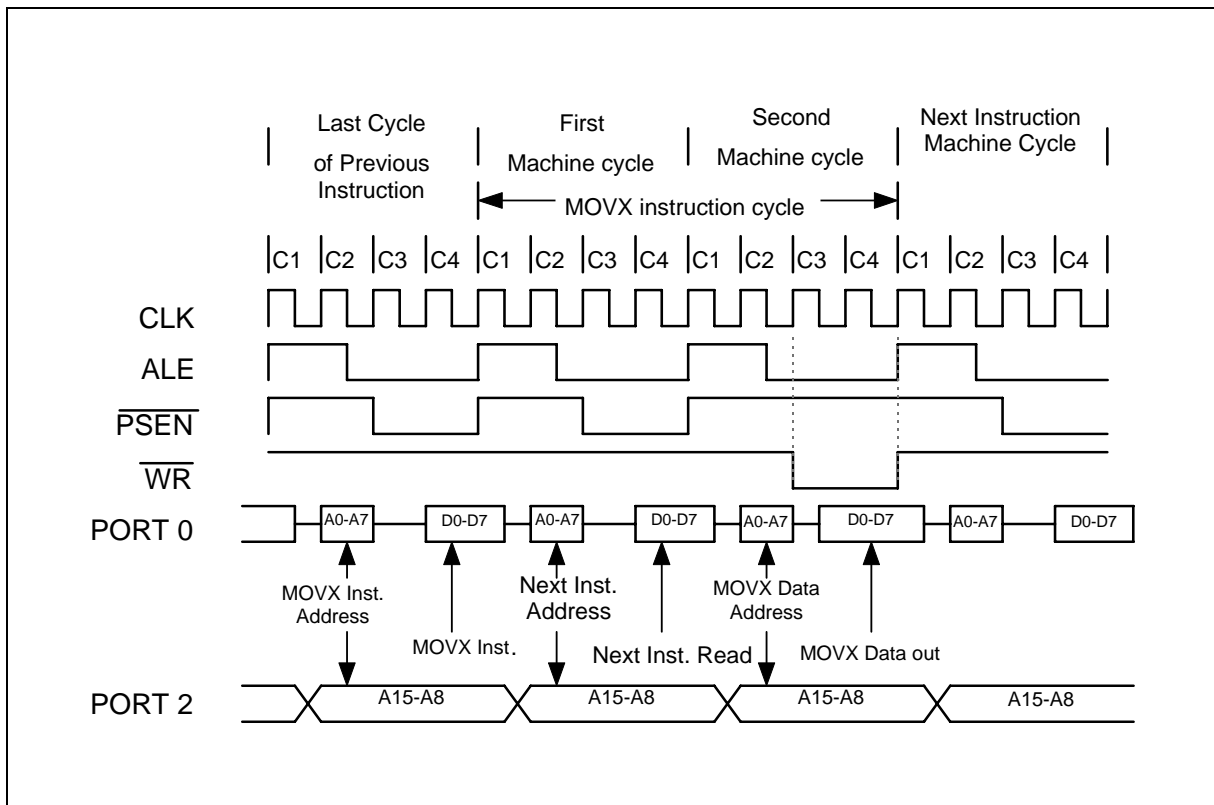 Last Cycle
of Previous
Instruction
First
Machine cycle
Second
Machine cycle
Next Instruction
Machine Cycle
MOVX instruction cycle
C1 C2 C3 C4 C1 C2 C3 C4 C1 C2 C3 C4 C1 C2 C3 C4
CLK
ALE
PSEN
WR
PORT 0
A0-A7 D0-D7 A0-A7 D0-D7 A0-A7 D0-D7 A0-A7 D0-D7
MOVX Inst.
Address
MOVX Inst.
Next Inst.
Address
Next Inst. Read
MOVX Data
Address
MOVX Data out
PORT 2
A15-A8 A15-A8 A15-A8 A15-A8